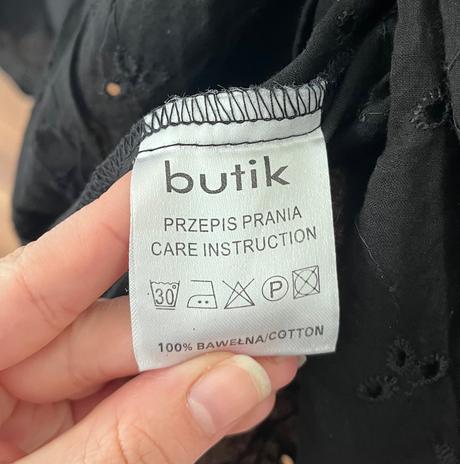 butik
PRZEPIS PRANIA
CARE INSTRUCTION
30° P
100% BAWEŁNA/COTTON